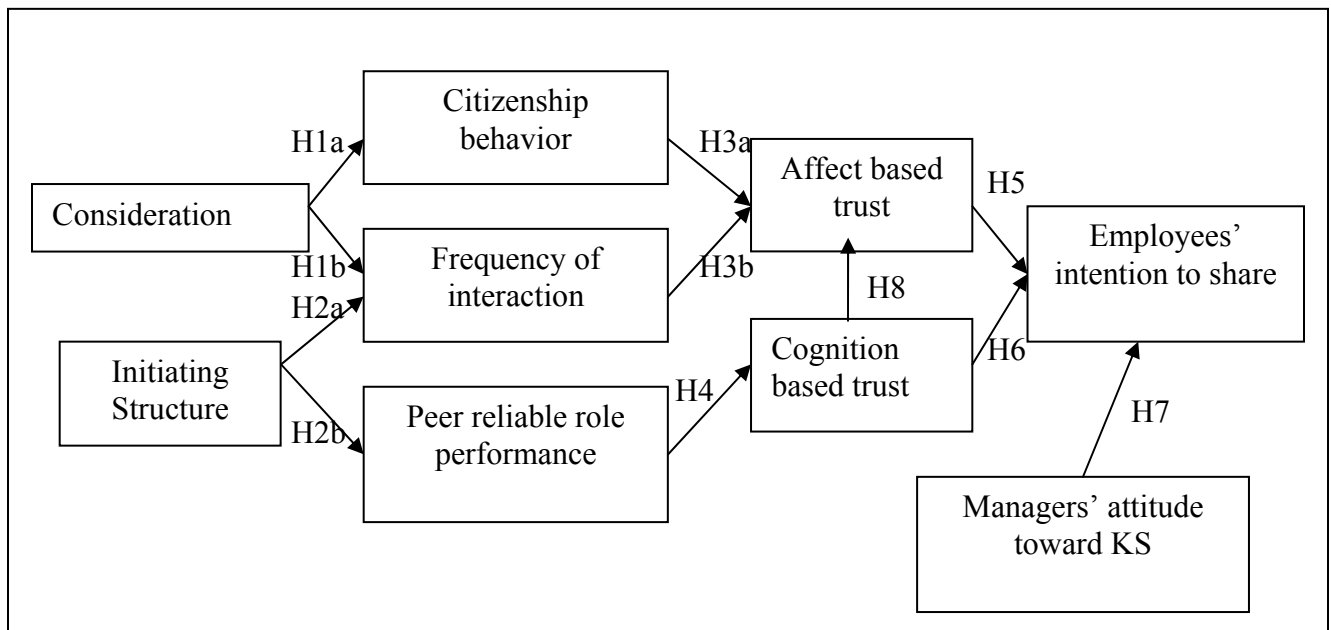 Citizenship
behavior
H1a
H3a
Affect based
trust
H5
Consideration
Employees’
intention to share
H1b
Frequency of
interaction
H3b
H2a
H8
Initiating
Structure
Cognition
based trust
H6
H2b
Peer reliable role
performance
H4
H7
Managers’ attitude
toward KS